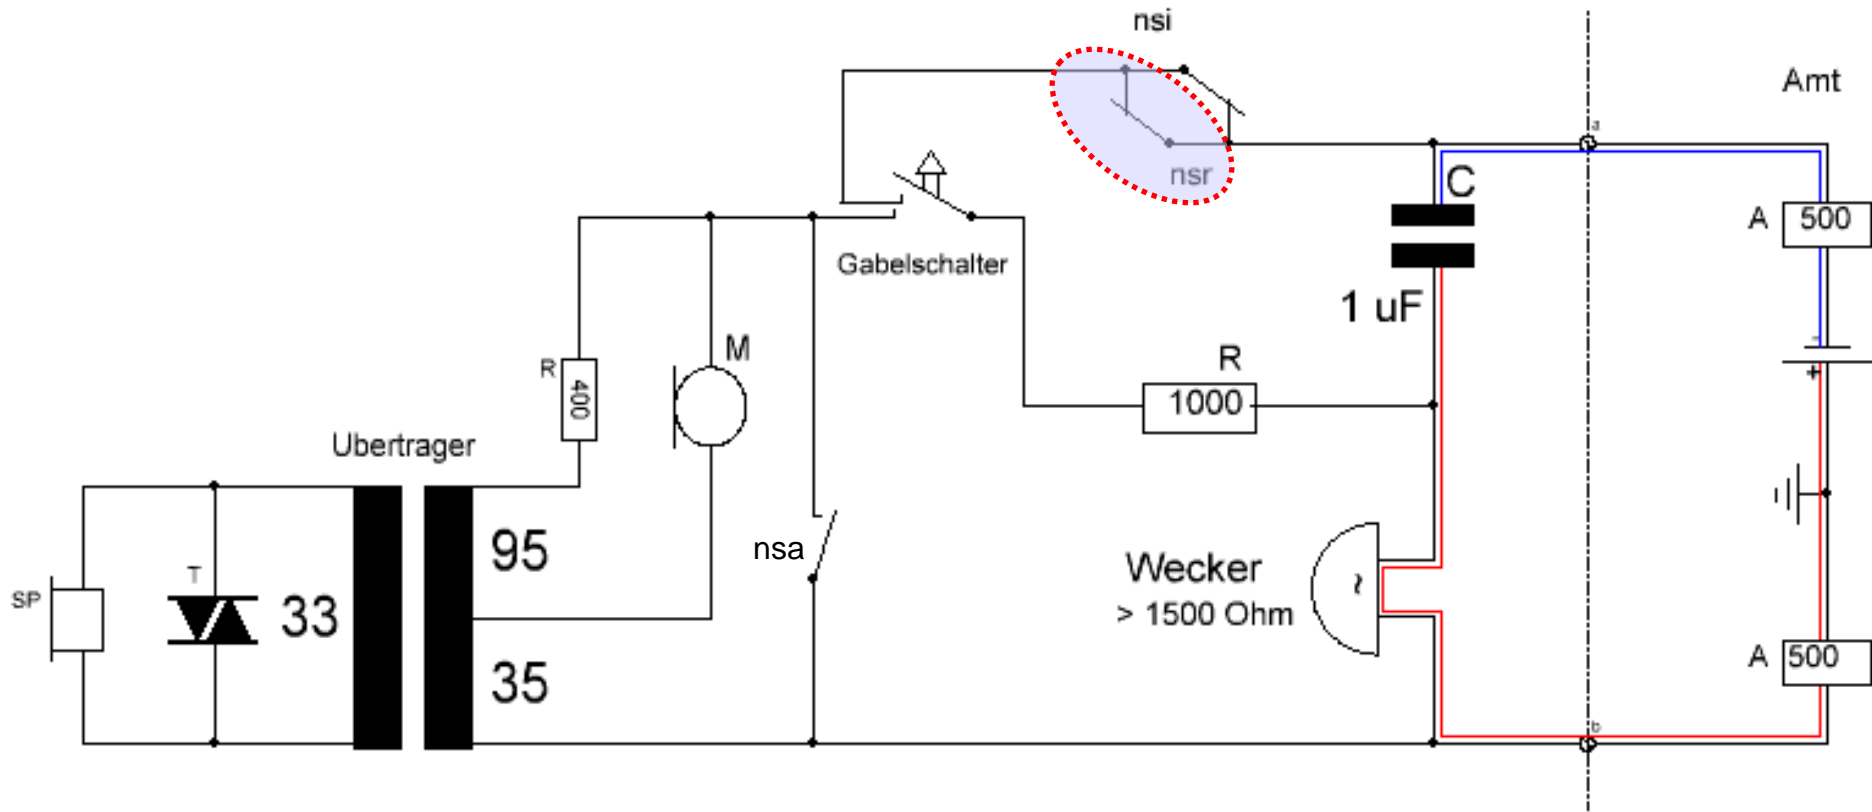 nsi
Amt
a
nsr
C
A
500
Gabelschalter
1 uF
-
+
M
R
400
R
1000
Ubertrager
95
nsa
T
SP
33
Wecker
> 1500 Ohm
~
35
A
500
b